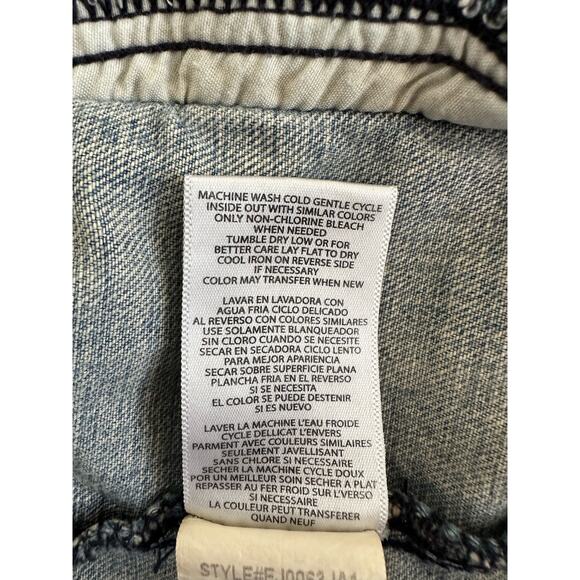 MACHINE WASH COLD GENTLE CYCLE
INSIDE OUT WITH SIMILAR COLORS
ONLY NON-CHLORINE BLEACH
WHEN NEEDED
TUMBLE DRY LOW OR FOR
BETTER CARE LAY FLAT TO DRY
COOL IRON ON REVERSE SIDE
IF NECESSARY
COLOR MAY TRANSFER WHEN NEW
LAVAR EN LAVADORA CON
AGUA FRIA CICLO DELICADO
AL REVERSO CON COLORES SIMILARES
USE SOLAMENTE BLANQUEADOR
SIN CLORO CUANDO SE NECESITE
SECAR EN SECADORA CICLO LENTO
PARA MEJOR APARIENCIA
SECAR SOBRE SUPERFICIE PLANA
PLANCHA FRIA EN EL REVERSO
SI SE NECESITA
EL COLOR SE PUEDE DESTENIR
SI ES NUEVO
LAVER LA MACHINE L'EAU FROIDE
CYCLE DELLICAT L'ENVERS
PARMENT AVEC COULEURS SIMILAIRES
SEULEMENT JAVELLISANT
SANS CHLORE SI NECESSAIRE
SECHER LA MACHINE CYCLE DOUX
POR UN MEILLEUR SOIN SECHER A PLAT
REPASSER AU FER FROID SUR L'VERSO
SI NECESSAIRE
LA COULEUR PEUT TRANSFERER
QUAND NEUF